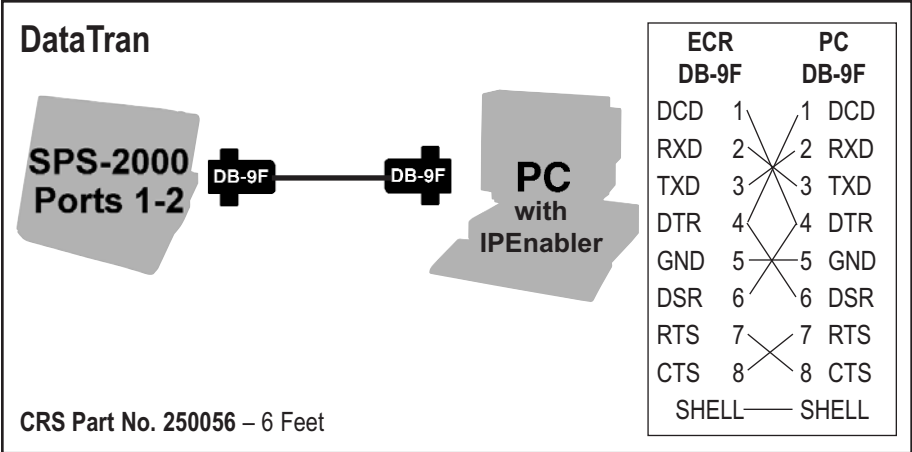 DataTran
SPS-2000
Ports 1-2
DB-9F
DB-9F
PC
with
IPEnabler
CRS Part No. 250056 – 6 Feet
ECR PC
DB-9F DB-9F
DCD 1 1 DCD
RXD 2 2 RXD
TXD 3 3 TXD
DTR 4 4 DTR
GND 5 5 GND
DSR 6 6 DSR
RTS 7 7 RTS
CTS 8 8 CTS
SHELL SHELL